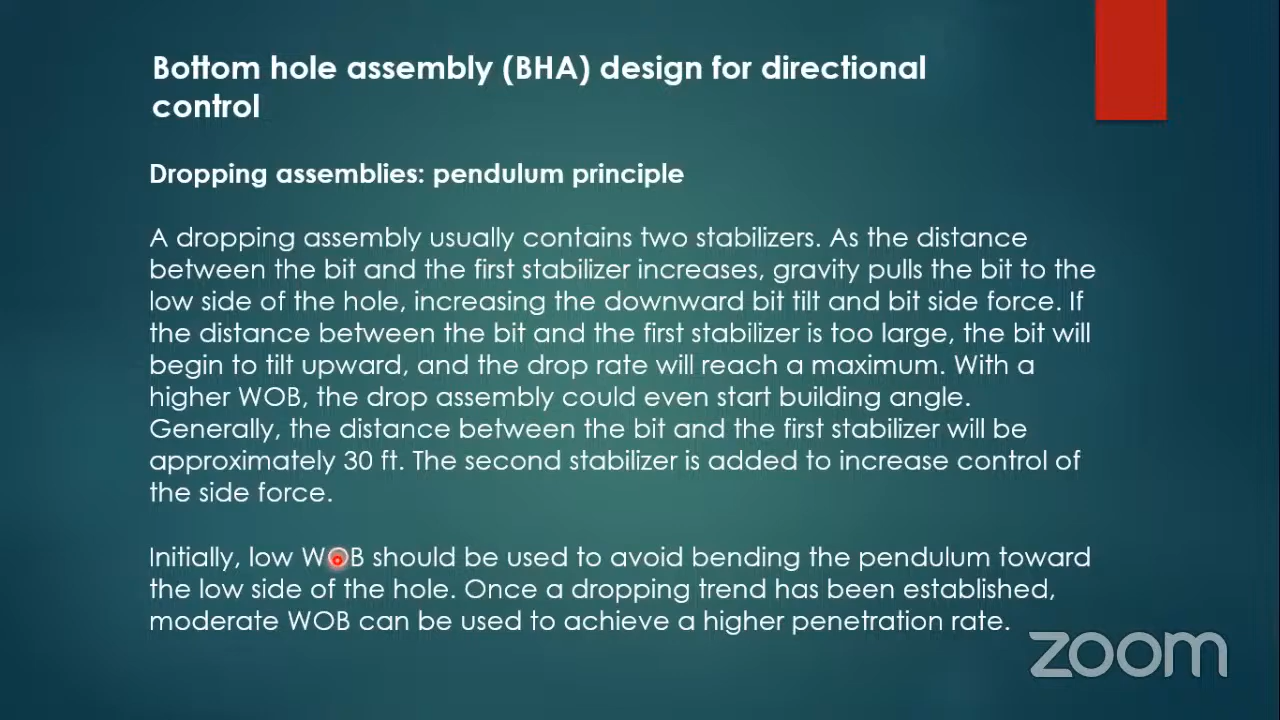 Bottom hole assembly (BHA) design for directional
control
Dropping assemblies: pendulum principle
A dropping assembly usually contains two stabilizers. As the distance
between the bit and the first stabilizer increases, gravity pulls the bit to the
low side of the hole, increasing the downward bit tilt and bit side force. If
the distance between the bit and the first stabilizer is too large, the bit will
begin to tilt upward, and the drop rate will reach a maximum. With a
higher WOB, the drop assembly could even start building angle.
Generally, the distance between the bit and the first stabilizer will be
approximately 30 ft. The second stabilizer is added to increase control of
the side force.
Initially, low WOB should be used to avoid bending the pendulum toward
the low side of the hole. Once a dropping trend has been established,
moderate WOB can be used to achieve a higher penetration rate.
zoom